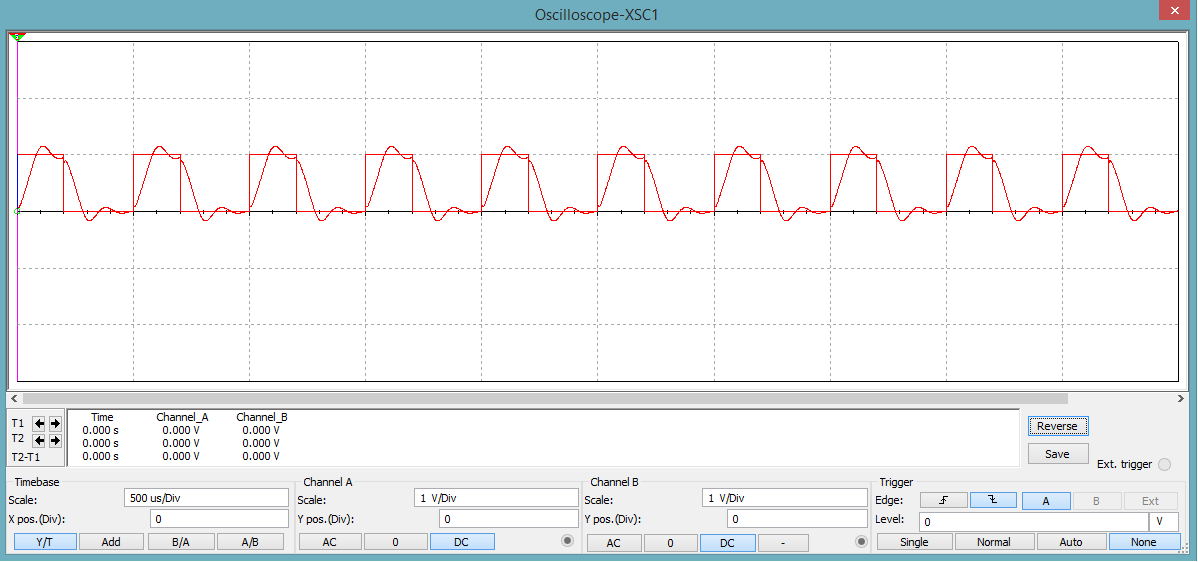 Oscilloscope-XSC1
T1
T2
T2-T1
Time Channel_A Channel_B
0.000 s 0.000 V 0.000 V
0.000 s 0.000 V 0.000 V
0.000 s 0.000 V 0.000 V
Reverse
Save
Ext. trigger
Timebase
Scale: 500 us/Div
X pos.(Div): 0
Y/T Add B/A A/B
Channel A
Scale: 1 V/Div
Y pos.(Div): 0
AC 0 DC
Channel B
Scale: 1 V/Div
Y pos.(Div): 0
AC 0 DC -
Trigger
Edge: A B Ext
Level: 0 V
Single Normal Auto None